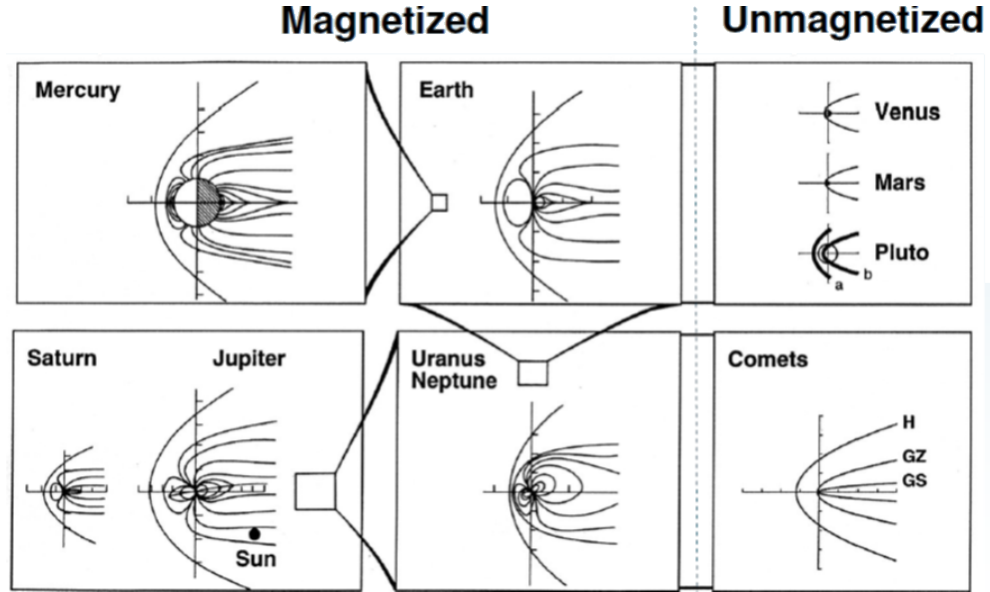 Magnetized
Unmagnetized
Mercury
Earth
Venus
Mars
Pluto
b
a
Saturn
Jupiter
Sun
Uranus
Neptune
Comets
H
GZ
GS